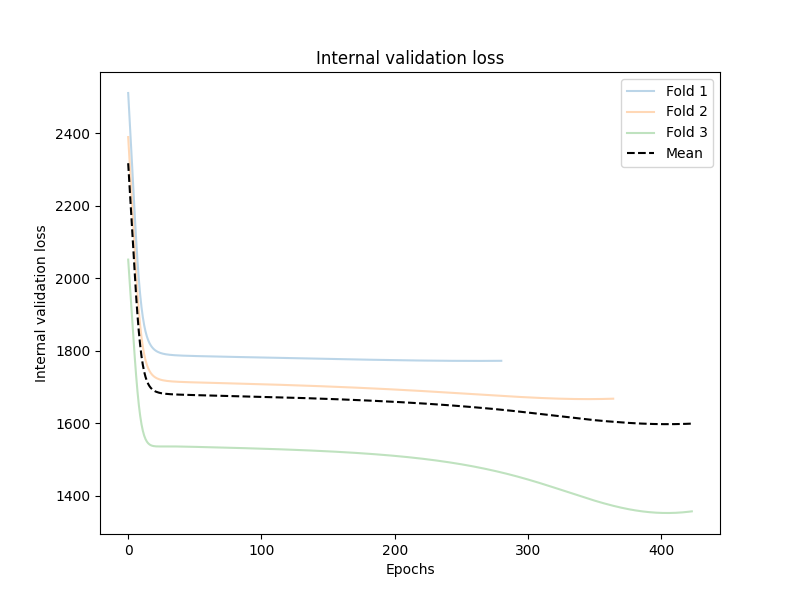 Internal validation loss
Fold 1
Fold 2
Fold 3
Mean
Internal validation loss
2400
2200
2000
1800
1600
1400
0 100 200 300 400
Epochs